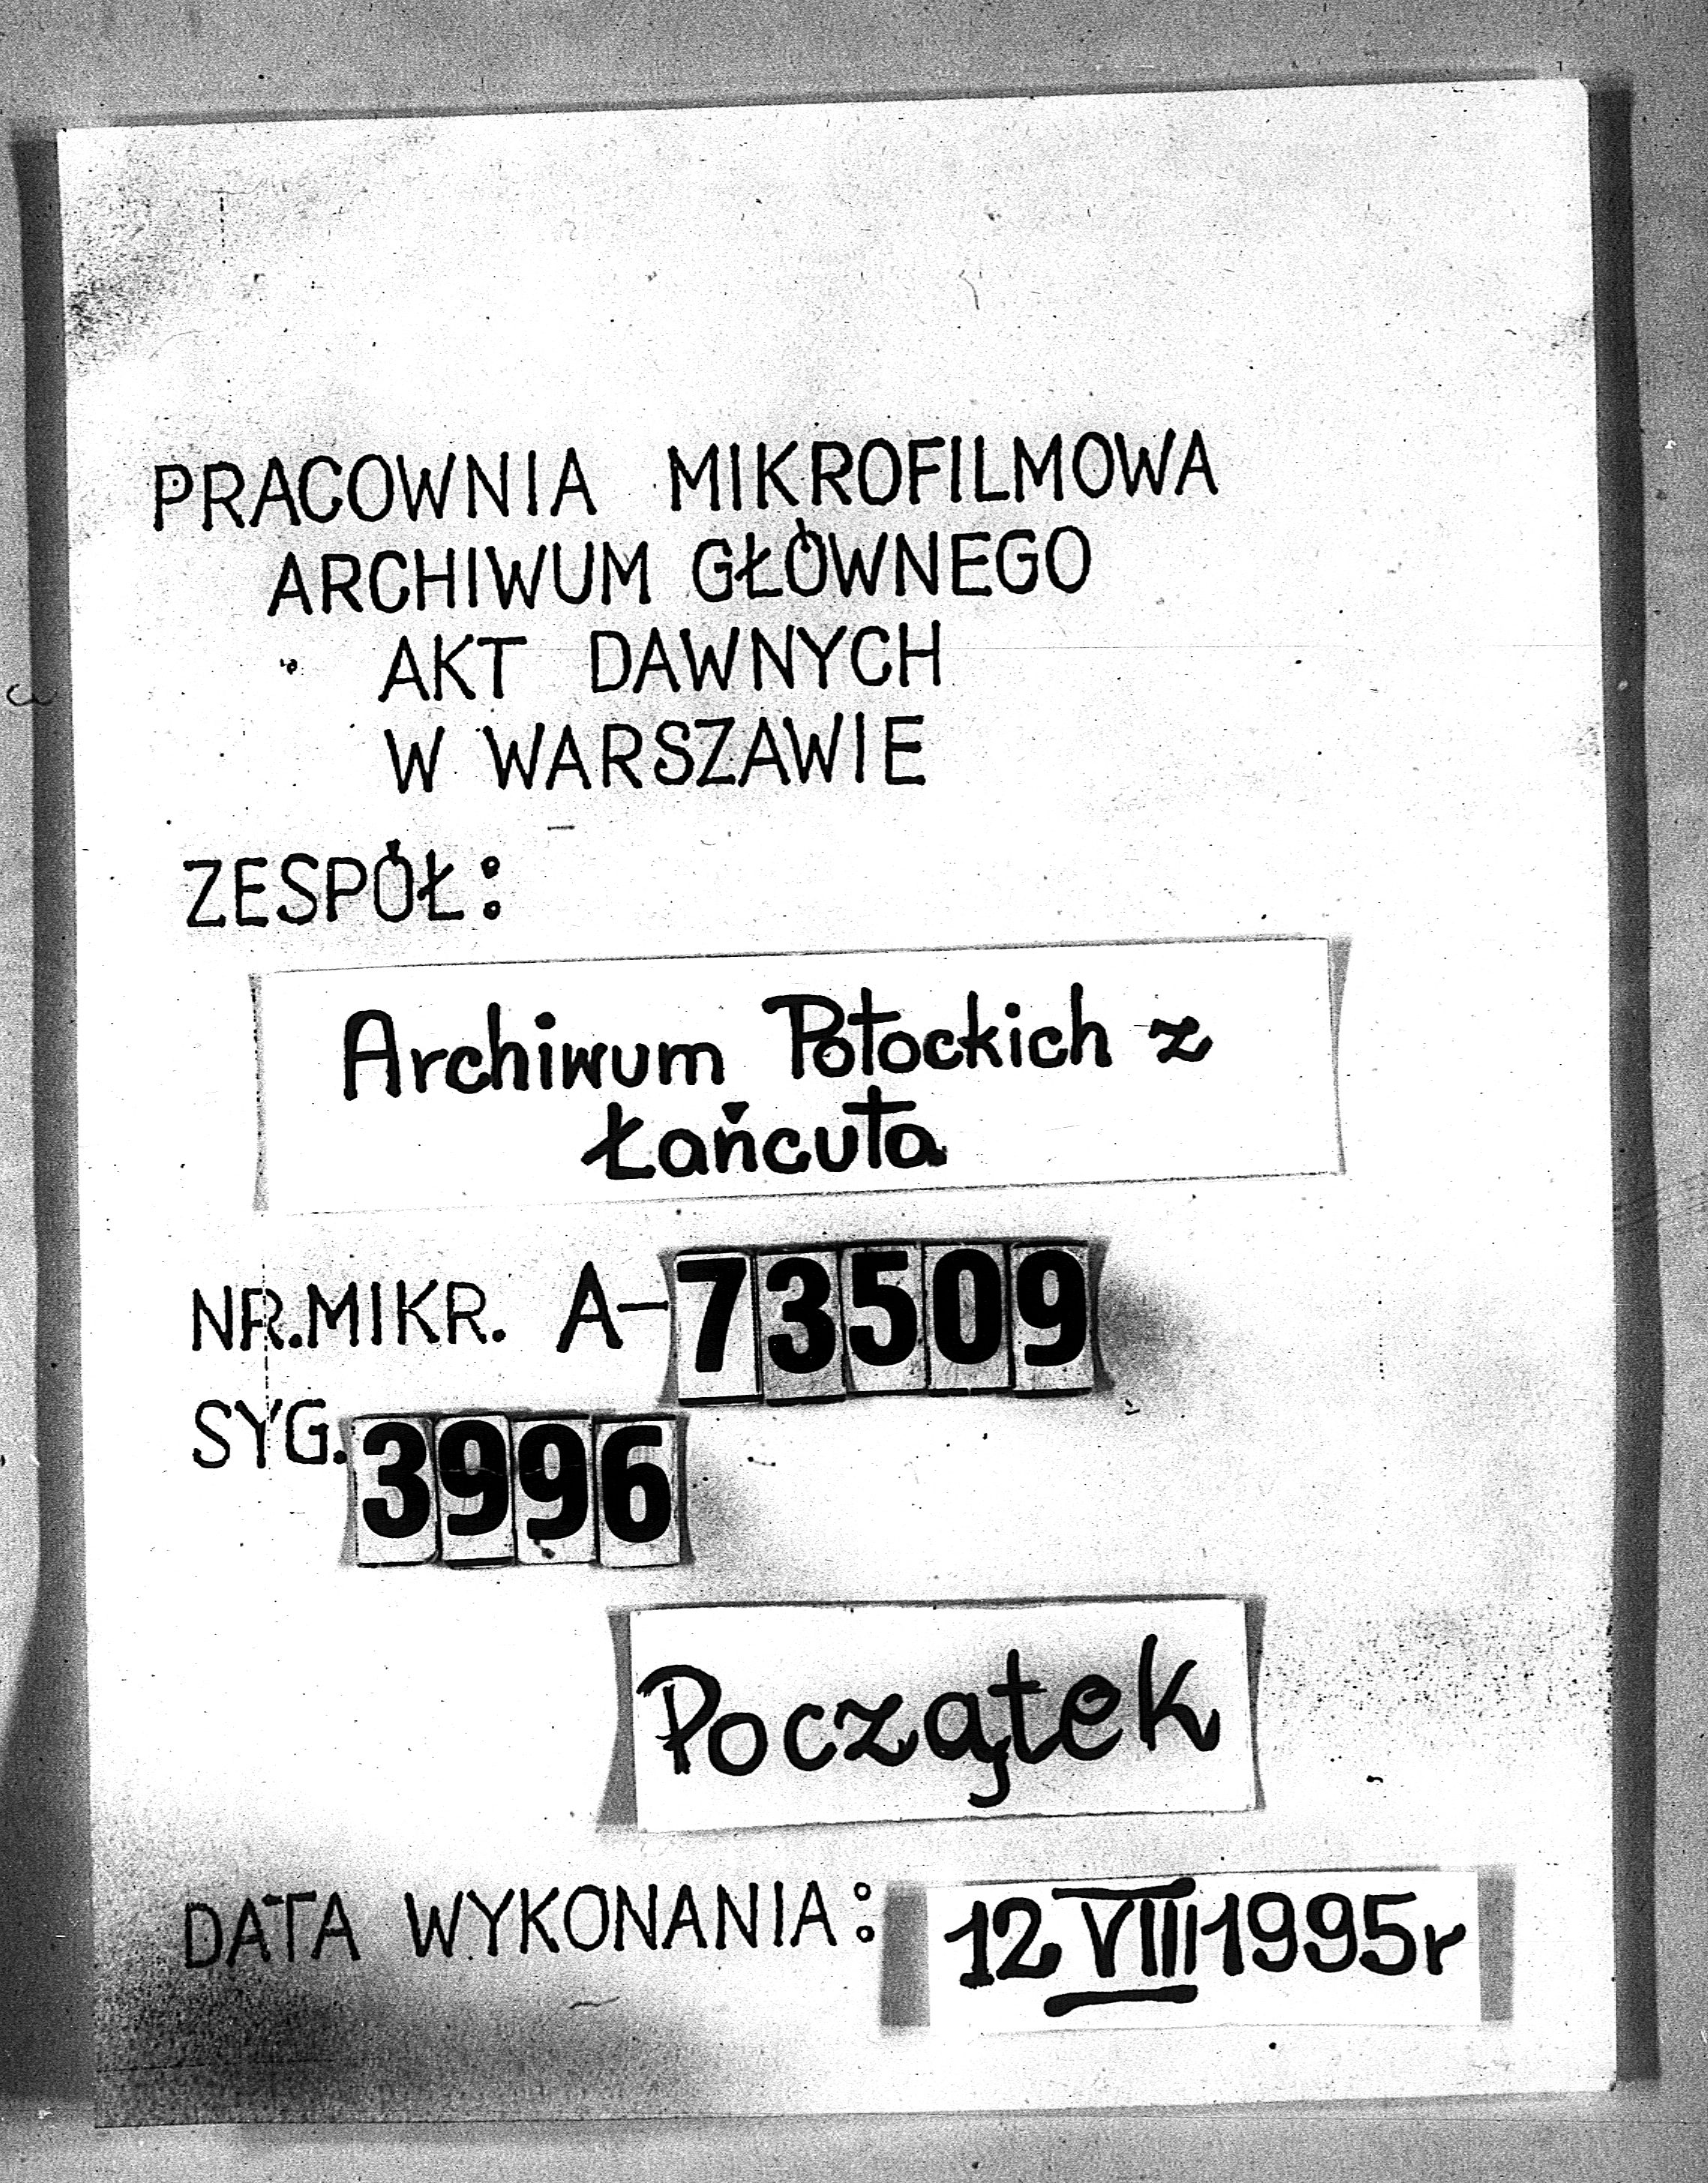 PRACOWNIA MIKROFILMOWA
ARCHIWUM GŁÓWNEGO
AKT DAWNYCH
W WARSZAWIE
ZESPÓŁ:
Archiwum Potockich z
Łańcuta
NR.MIKR. A-73509
SYG. 3996
Początek
DATA WYKONANIA: 12 VIII 1995r